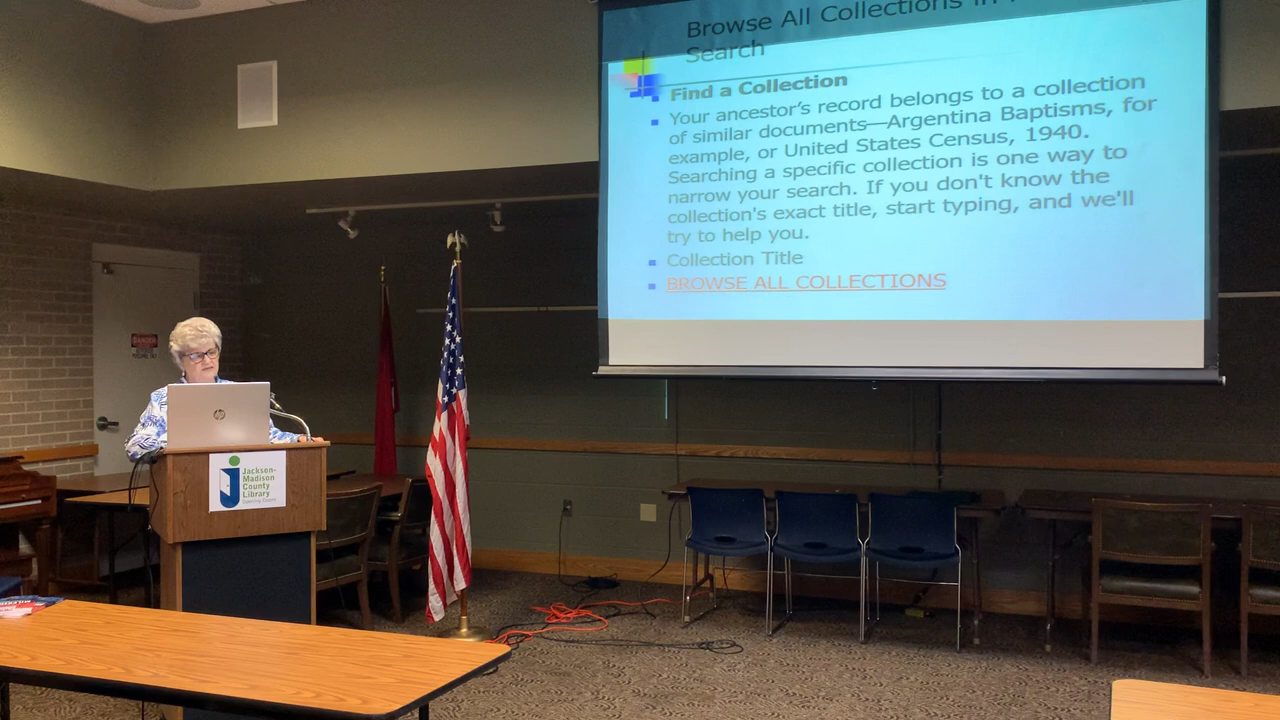 Browse All Collections in
Search
Find a Collection
Your ancestor's record belongs to a collection
of similar documents—Argentina Baptisms, for
example, or United States Census, 1940.
Searching a specific collection is one way to
narrow your search. If you don't know the
collection's exact title, start typing, and we'll
try to help you.
Collection Title
BROWSE ALL COLLECTIONS
DANGER
hp
Jackson-
Madison
County
Library